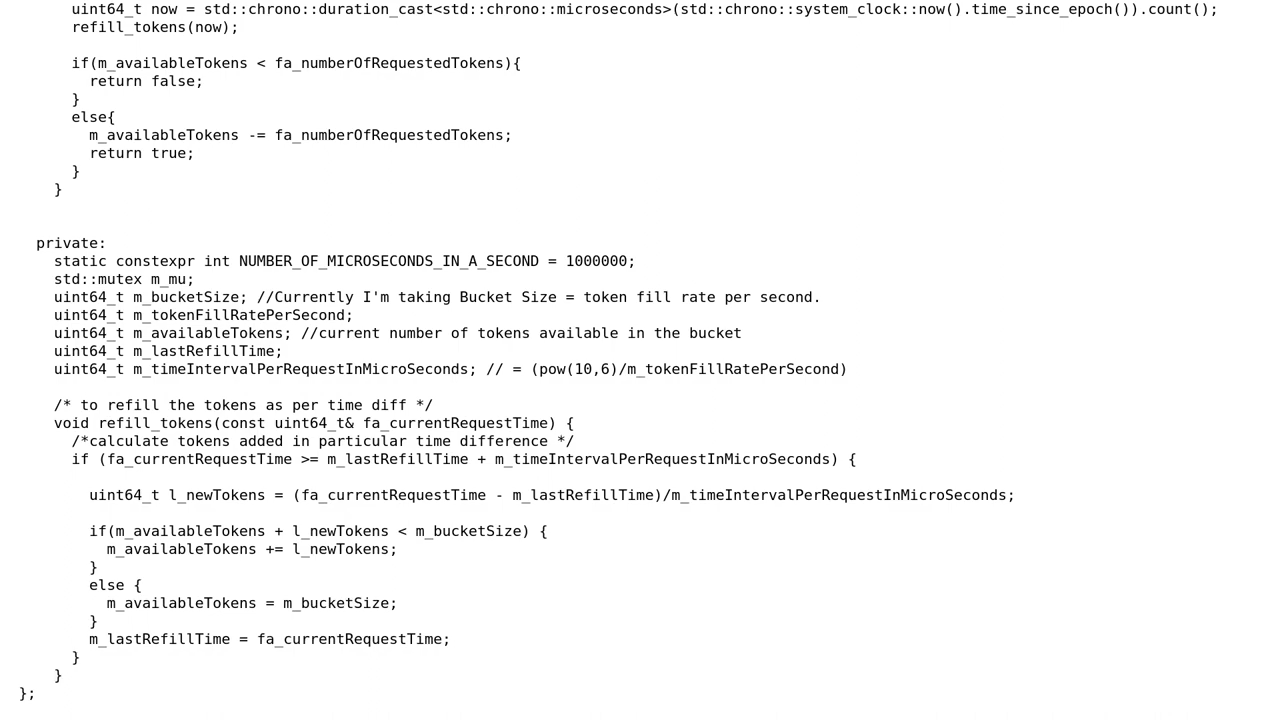 uint64_t now = std::chrono::duration_cast<std::chrono::microseconds>(std::chrono::system_clock::now().time_since_epoch()).count();
refill_tokens(now);
if(m_availableTokens < fa_numberOfRequestedTokens){
return false;
}
else{
m_availableTokens -= fa_numberOfRequestedTokens;
return true;
}
}
private:
static constexpr int NUMBER_OF_MICROSECONDS_IN_A_SECOND = 1000000;
std::mutex m_mu;
uint64_t m_bucketSize; //Currently I'm taking Bucket Size = token fill rate per second.
uint64_t m_tokenFillRatePerSecond;
uint64_t m_availableTokens; //current number of tokens available in the bucket
uint64_t m_lastRefillTime;
uint64_t m_timeIntervalPerRequestInMicroSeconds; // = (pow(10,6)/m_tokenFillRatePerSecond)
/* to refill the tokens as per time diff */
void refill_tokens(const uint64_t& fa_currentRequestTime) {
/*calculate tokens added in particular time difference */
if (fa_currentRequestTime >= m_lastRefillTime + m_timeIntervalPerRequestInMicroSeconds) {
uint64_t l_newTokens = (fa_currentRequestTime - m_lastRefillTime)/m_timeIntervalPerRequestInMicroSeconds;
if(m_availableTokens + l_newTokens < m_bucketSize) {
m_availableTokens += l_newTokens;
}
else {
m_availableTokens = m_bucketSize;
}
m_lastRefillTime = fa_currentRequestTime;
}
}
};